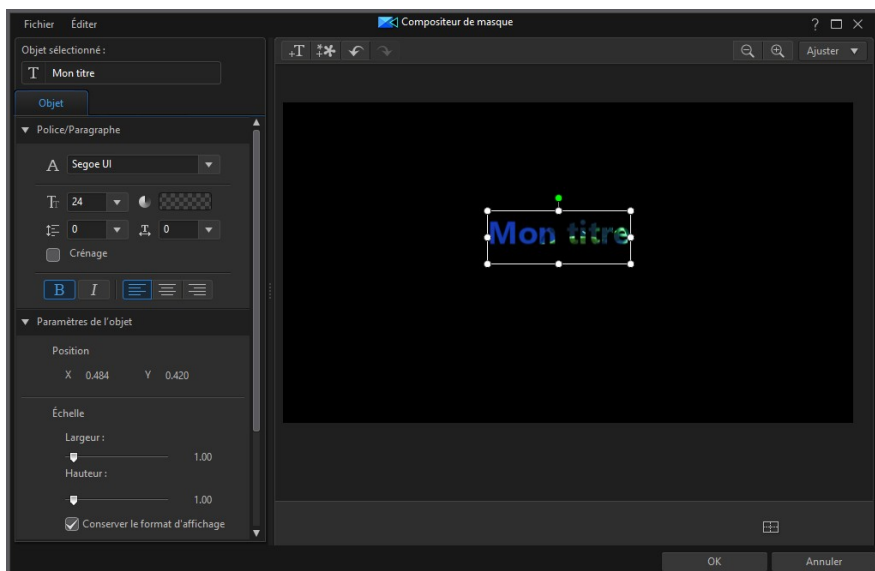 Fichier Éditer Compositeur de masque ?
Objet sélectionné :
T Mon titre
+T Ajuster
Objet
Police/Paragraphe
A Segoe UI
24
0 0
Crénage
B I
Paramètres de l'objet
Position
X 0.484 Y 0.420
Échelle
Largeur :
1.00
Hauteur :
1.00
Conserver le format d'affichage
Mon titre
OK Annuler